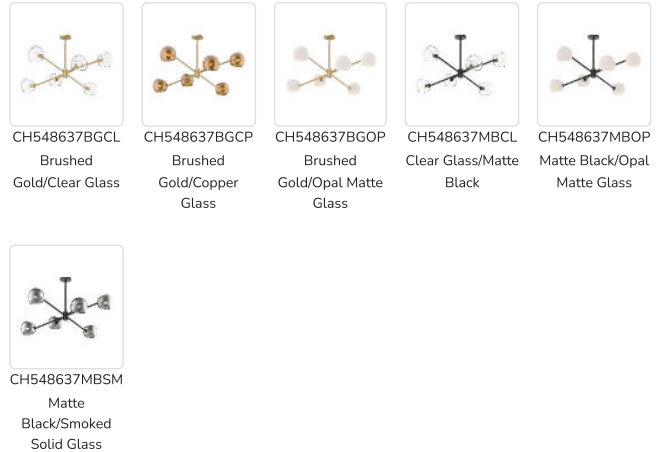 CH548637BGCL
Brushed
Gold/Clear Glass
CH548637BGCP
Brushed
Gold/Copper
Glass
CH548637BGOP
Brushed
Gold/Opal Matte
Glass
CH548637MBCL
Clear Glass/Matte
Black
CH548637MBOP
Matte Black/Opal
Matte Glass
CH548637MBSM
Matte
Black/Smoked
Solid Glass